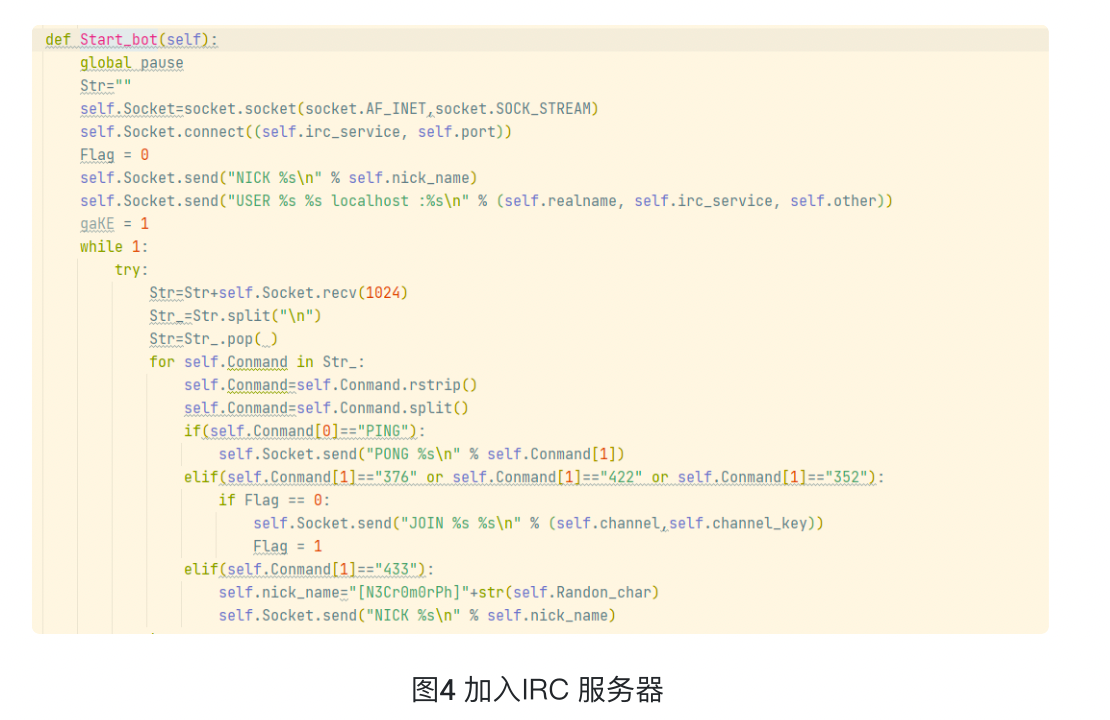 def Start_bot(self):
    global pause
    Str=""
    self.Socket=socket.socket(socket.AF_INET,socket.SOCK_STREAM)
    self.Socket.connect((self.irc_service, self.port))
    Flag = 0
    self.Socket.send("NICK %s\n" % self.nick_name)
    self.Socket.send("USER %s %s localhost :%s\n" % (self.realname, self.irc_service, self.other))
    gaKE = 1
    while 1:
        try:
            Str=Str+self.Socket.recv(1024)
            Str_=Str.split("\n")
            Str=Str_.pop( )
            for self.Conmand in Str_:
                self.Conmand=self.Conmand.rstrip()
                self.Conmand=self.Conmand.split()
                if(self.Conmand[0]=="PING"):
                    self.Socket.send("PONG %s\n" % self.Conmand[1])
                elif(self.Conmand[1]=="376" or self.Conmand[1]=="422" or self.Conmand[1]=="352"):
                    if Flag == 0:
                        self.Socket.send("JOIN %s %s\n" % (self.channel,self.channel_key))
                        Flag = 1
                elif(self.Conmand[1]=="433"):
                    self.nick_name="[N3Cr0m0rPh]"+str(self.Randon_char)
                    self.Socket.send("NICK %s\n" % self.nick_name)
图4 加入IRC 服务器